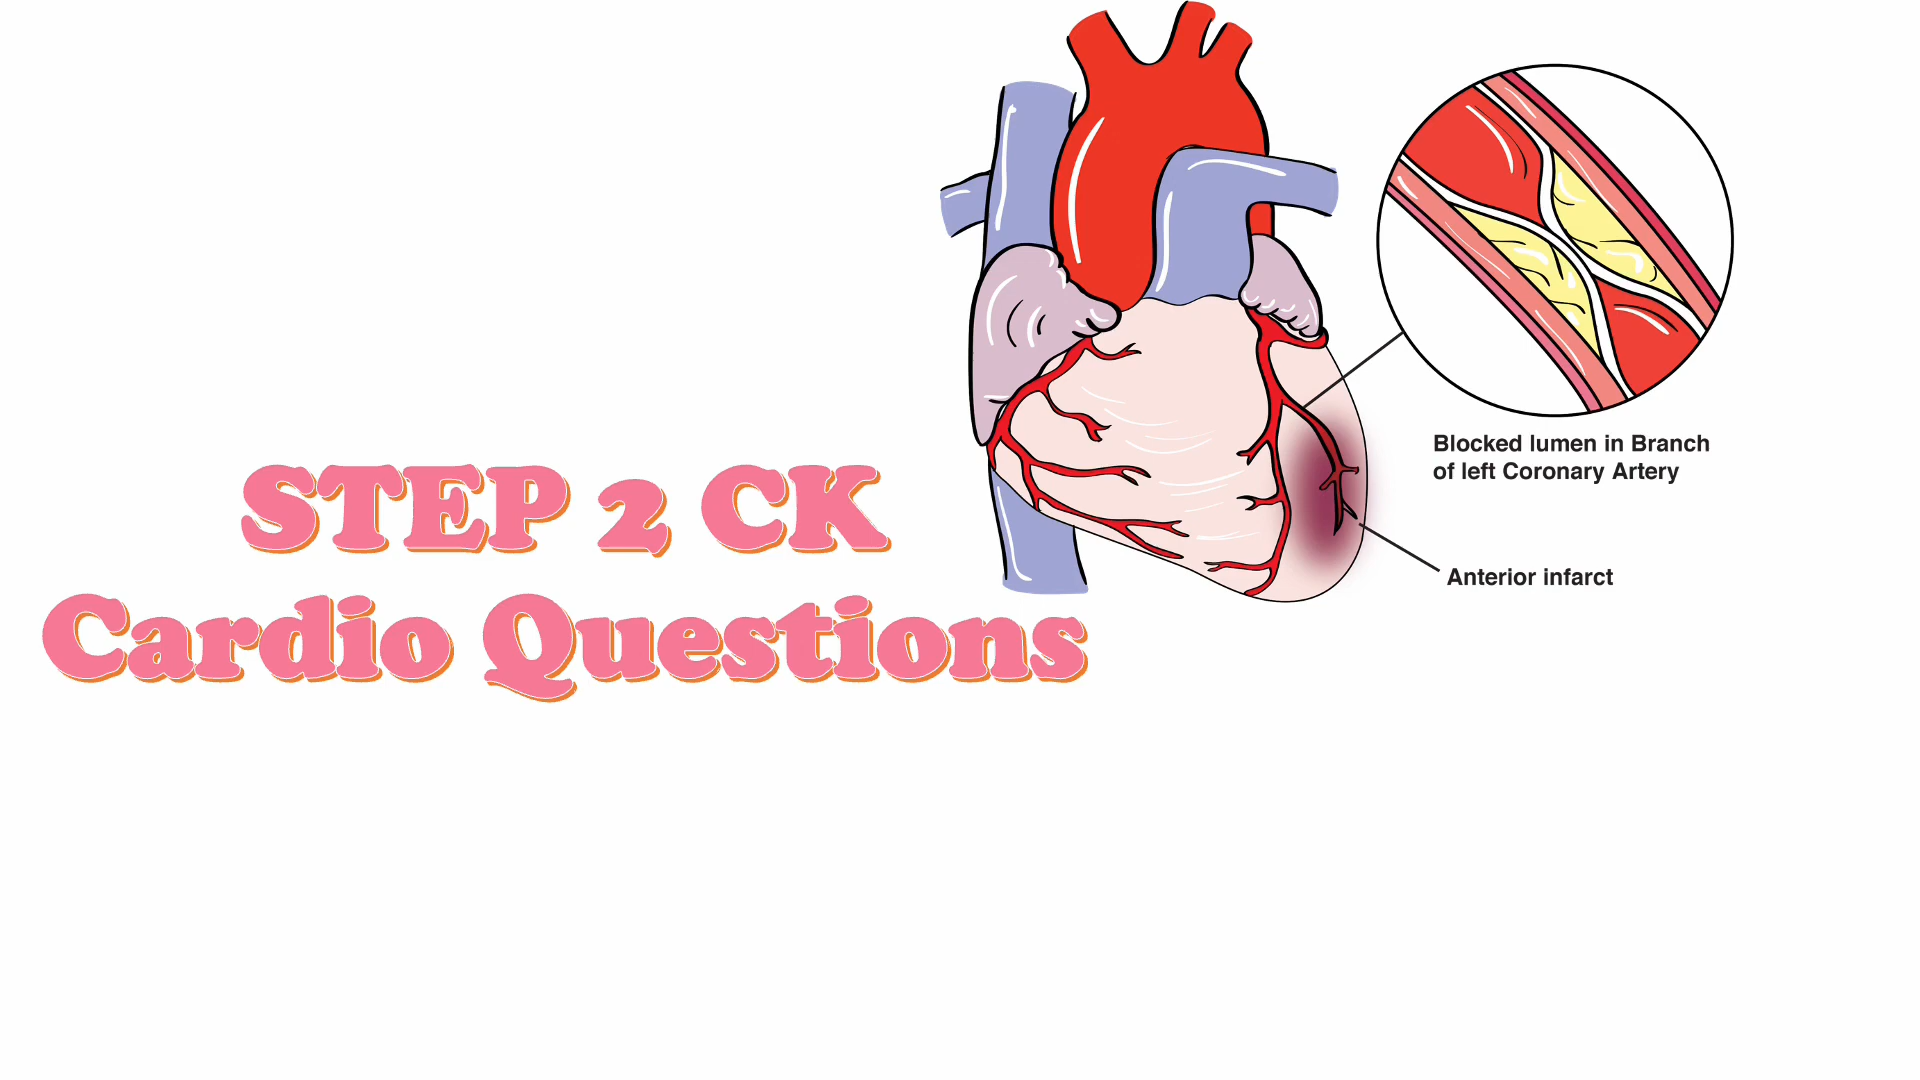 STEP 2 CK
Cardio Questions
Blocked lumen in Branch
of left Coronary Artery
Anterior infarct